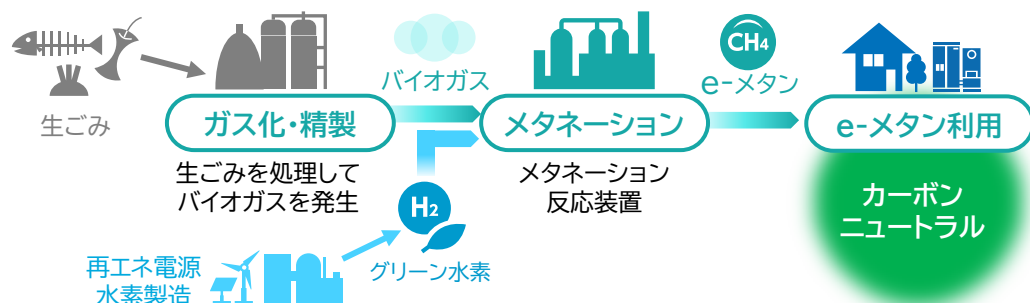 生ごみ
ガス化・精製
生ごみを処理して
バイオガスを発生
バイオガス
再エネ電源
水素製造
H2
グリーン水素
メタネーション
メタネーション
反応装置
CH4
e-メタン
e-メタン利用
カーボン
ニュートラル